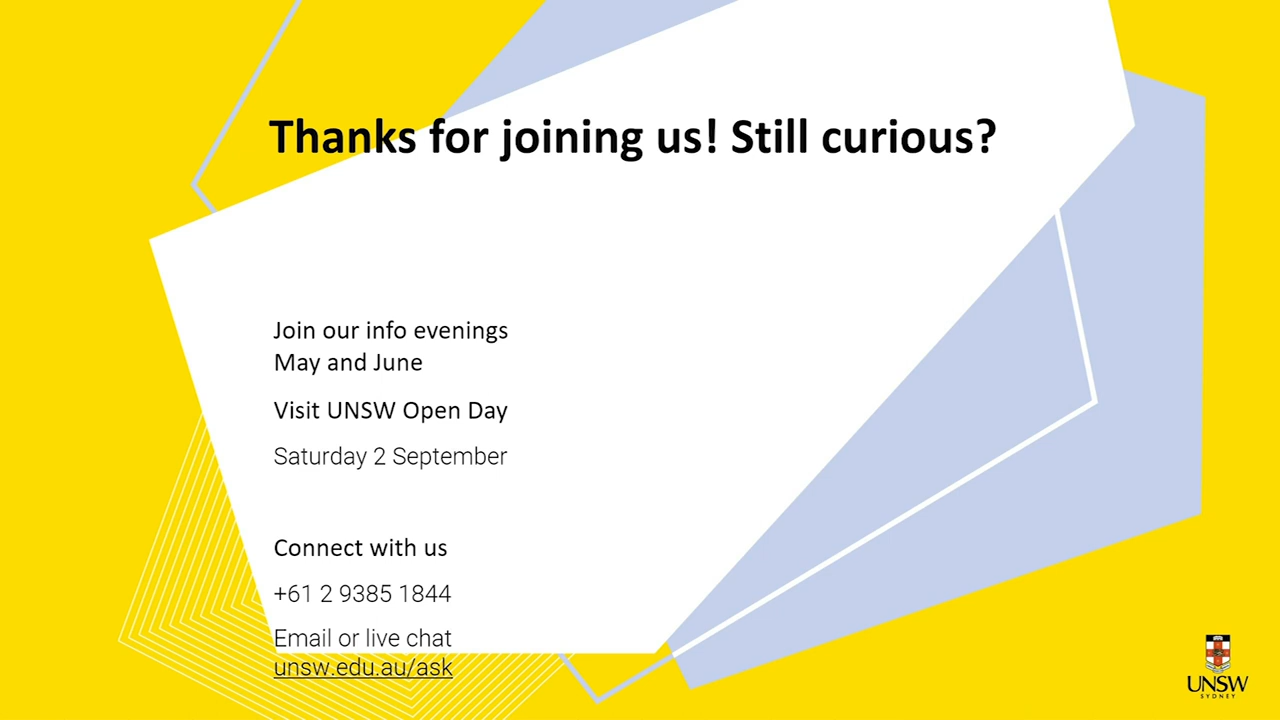 Thanks for joining us! Still curious?
Join our info evenings
May and June
Visit UNSW Open Day
Saturday 2 September
Connect with us
+61 2 9385 1844
Email or live chat
unsw.edu.au/ask
UNSW
SYDNEY